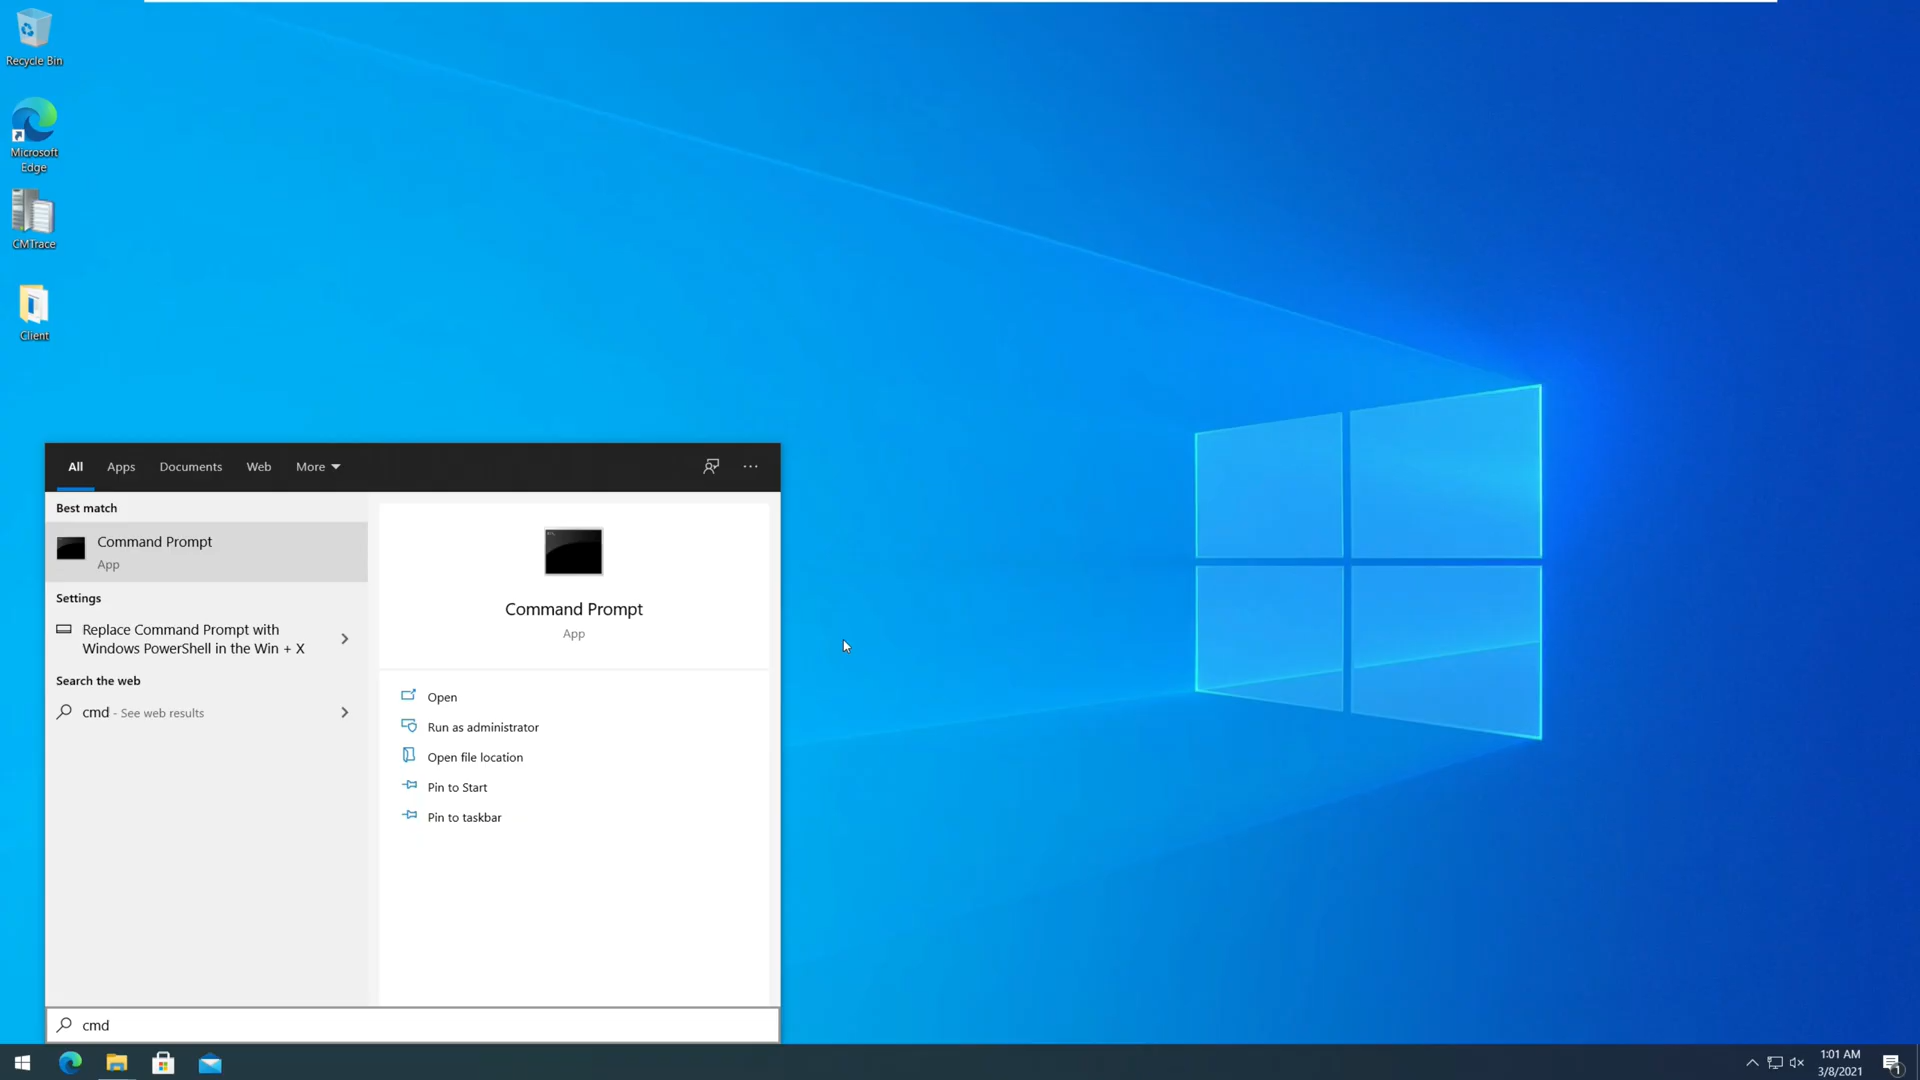 Recycle Bin
Microsoft
Edge
CMTrace
Client
All Apps Documents Web More
Best match
Command Prompt
App
Settings
Replace Command Prompt with
Windows PowerShell in the Win + X
Search the web
cmd - See web results
Command Prompt
App
Open
Run as administrator
Open file location
Pin to Start
Pin to taskbar
cmd
1:01 AM
3/8/2021
1